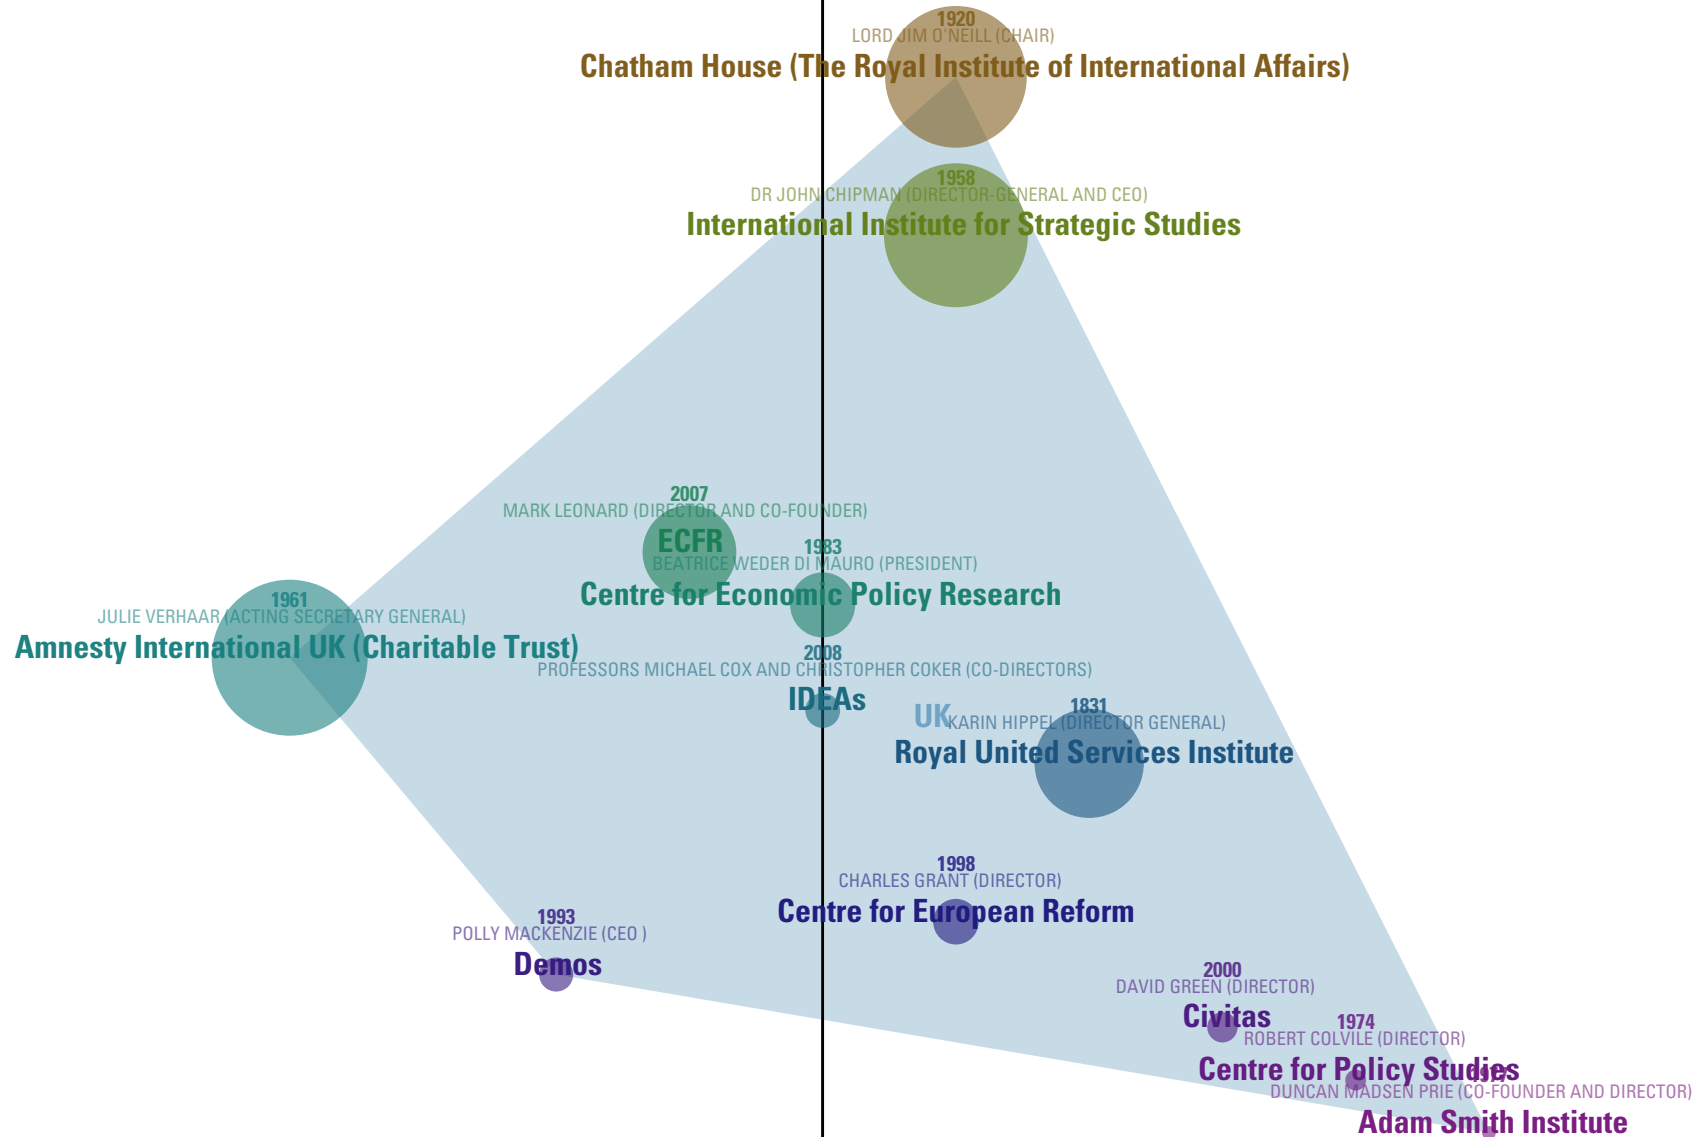 1920
LORD JIM O'NEILL (CHAIR)
Chatham House (The Royal Institute of International Affairs)
1958
DR JOHN CHIPMAN (DIRECTOR-GENERAL AND CEO)
International Institute for Strategic Studies
2007
MARK LEONARD (DIRECTOR AND CO-FOUNDER)
ECFR
1983
BEATRICE WEDER DI MAURO (PRESIDENT)
Centre for Economic Policy Research
1961
JULIE VERHAAR (ACTING SECRETARY GENERAL)
Amnesty International UK (Charitable Trust)
2008
PROFESSORS MICHAEL COX AND CHRISTOPHER COKER (CO-DIRECTORS)
IDEAs
UK
1831
KARIN HIPPEL (DIRECTOR GENERAL)
Royal United Services Institute
1998
CHARLES GRANT (DIRECTOR)
Centre for European Reform
1993
POLLY MACKENZIE (CEO )
Demos
2000
DAVID GREEN (DIRECTOR)
Civitas
1974
ROBERT COLVILE (DIRECTOR)
Centre for Policy Studies
1977
DUNCAN MADSEN PRIE (CO-FOUNDER AND DIRECTOR)
Adam Smith Institute